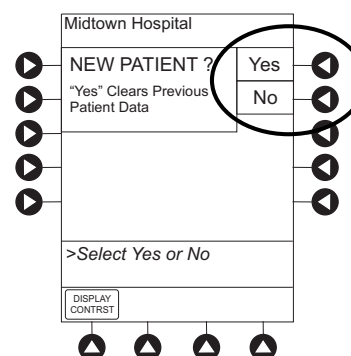 Midtown Hospital
NEW PATIENT ?
Yes
“Yes” Clears Previous
Patient Data
No
>Select Yes or No
DISPLAY
CONTRST